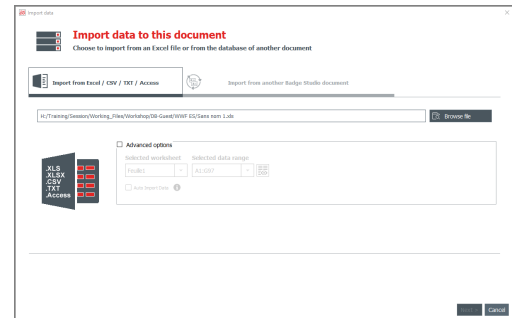 Import data
Import data to this document
Choose to import from an Excel file or from the database of another document
Import from Excel / CSV / TXT / Access
Import from another Badge Studio document
H:/Training/Session/Working_Files/Workshop/DB-Guest/WWF ES/Sans nom 1.xls
Browse file
Advanced options
Selected worksheet
Selected data range
Feuille1
Auto Import Data
.XLS
.XLSX
.CSV
.TXT
.Access
Next >
Cancel